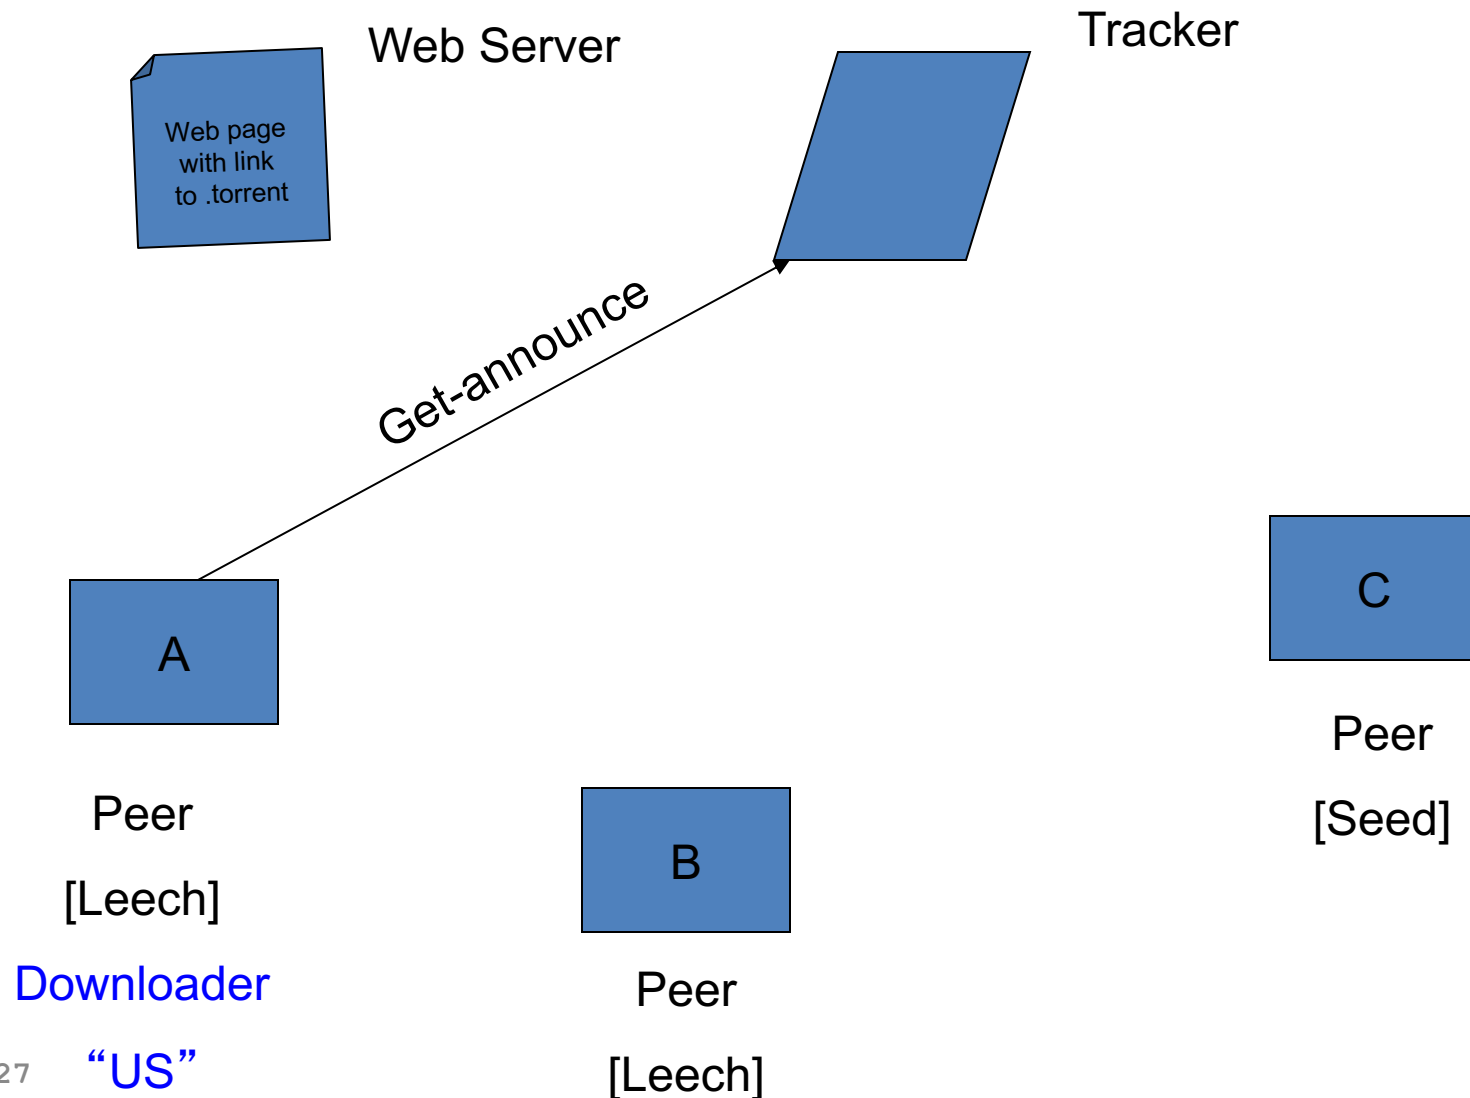 Web Server
Tracker
Web page
with link
to .torrent
Get-announce
A
Peer
[Leech]
Downloader
“US”
B
Peer
[Leech]
C
Peer
[Seed]
27